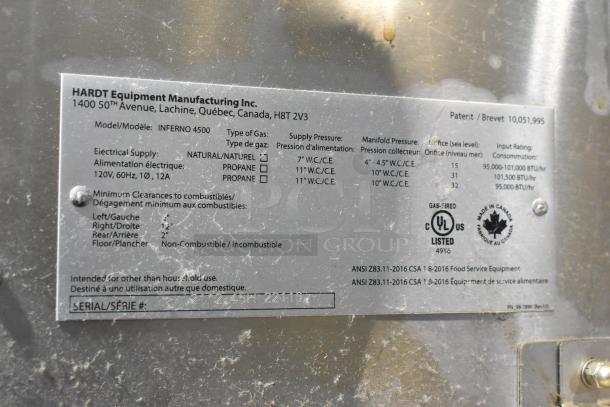 HARDT Equipment Manufacturing Inc.
1400 50TH Avenue, Lachine, Québec, Canada, H8T 2V3
Patent / Brevet 10,051,995
Model/Modèle: INFERNO 4500
Type of Gas: Supply Pressure: Manifold Pressure: Orifice (sea level): Input Rating:
Type de gaz: Pression d'alimentation: Pression collecteur: Orifice (niveau mer) Consommation:
Electrical Supply: NATURAL/NATUREL 7" W.C./C.E. 4" -4.5" W.C./C.E. 15 95,000-101,000 BTU/hr
Alimentation électrique: PROPANE 11" W.C./C.E. 10" W.C./C.E. 31 101,500 BTU/hr
120V, 60Hz, 1Ø, 12A PROPANE 11" W.C./C.E. 10" W.C./C.E. 32 95,000 BTU/hr
Minimum Clearances to combustibles/
Dégagement minimum aux combustibles:
Left/Gauche
Right/Droite 12"
Rear/Arrière 2"
Floor/Plancher Non-Combustible / Incombustible
GAS-FIRED
C UL US
LISTED
49Y6
MADE IN CANADA
FABRIQUÉ AU CANADA
GROUP
ANSI Z83.11-2016 CSA 1.8-2016 Food Service Equipment
Intended for other than household use.
Destiné à une utilisation autre que domestique.
ANSI Z83.11-2016 CSA 1.8-2016 Équipement de service alimentaire
SERIAL/SÉRIE #: